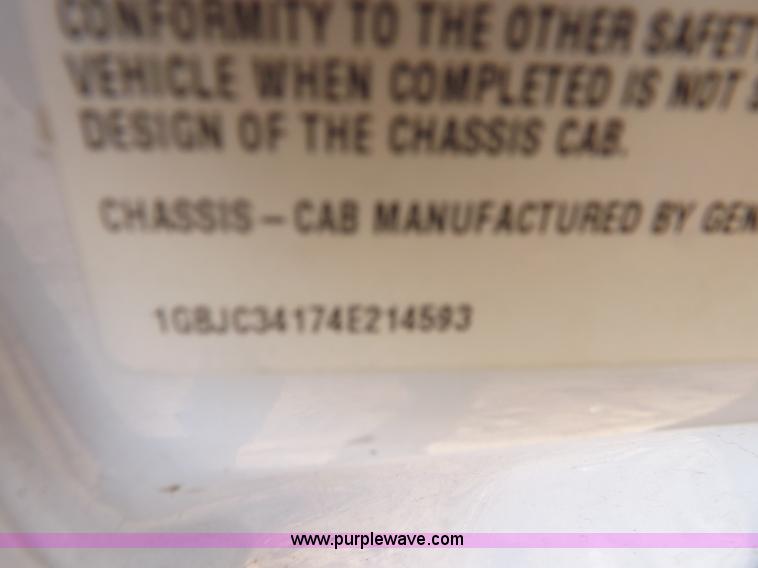 CONFORMITY TO THE OTHER SAFET
VEHICLE WHEN COMPLETED IS NOT
DESIGN OF THE CHASSIS CAB.
CHASSIS – CAB MANUFACTURED BY GEN
1GBJC34174E214593
www.purplewave.com